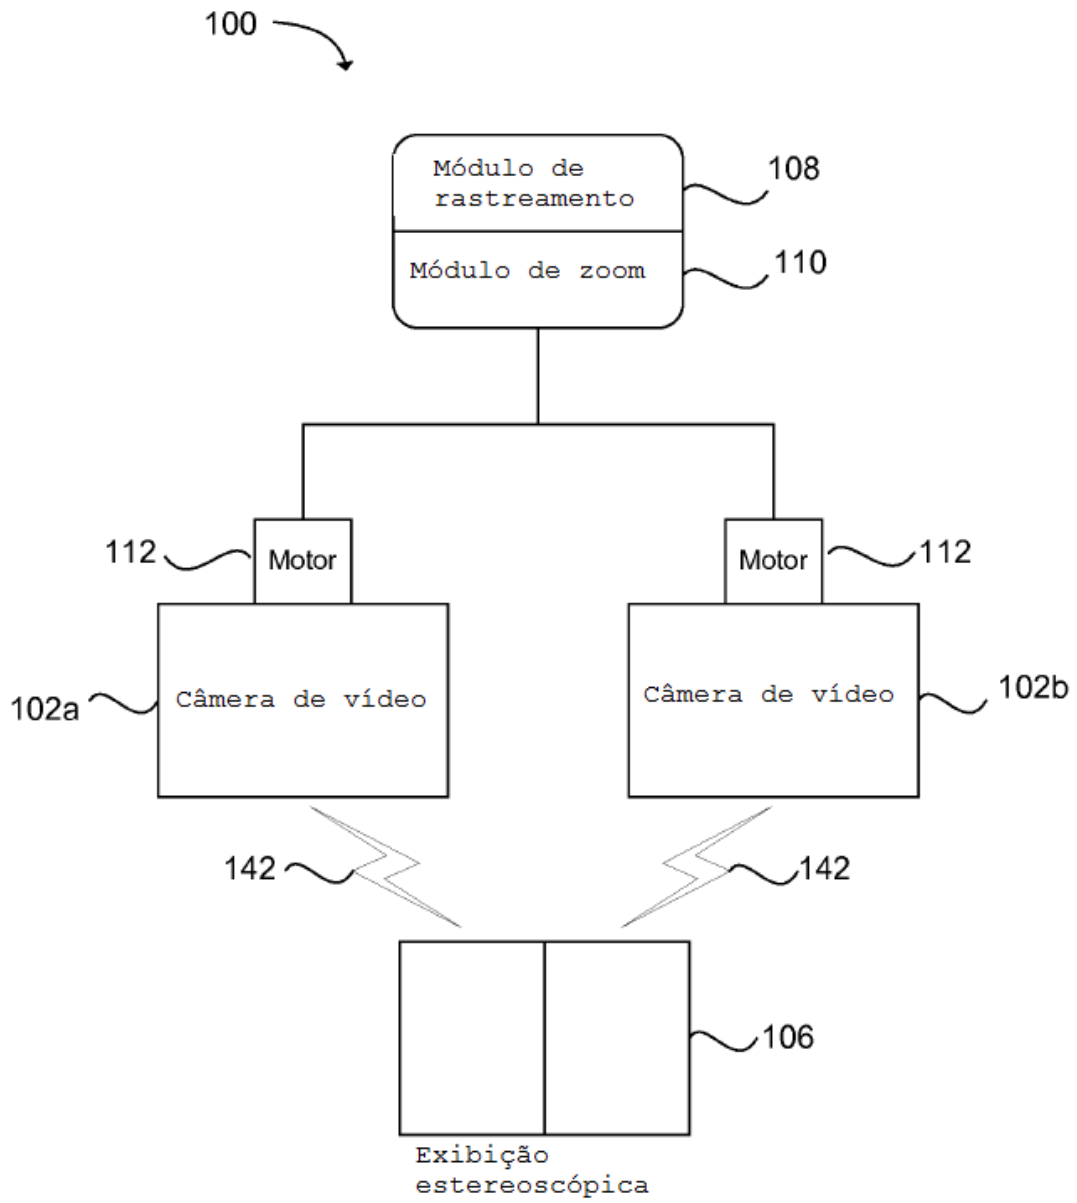 100
Módulo de
rastreamento
108
Módulo de zoom
110
112
Motor
Motor
112
102a
Câmera de vídeo
Câmera de vídeo
102b
142
142
106
Exibição
estereoscópica